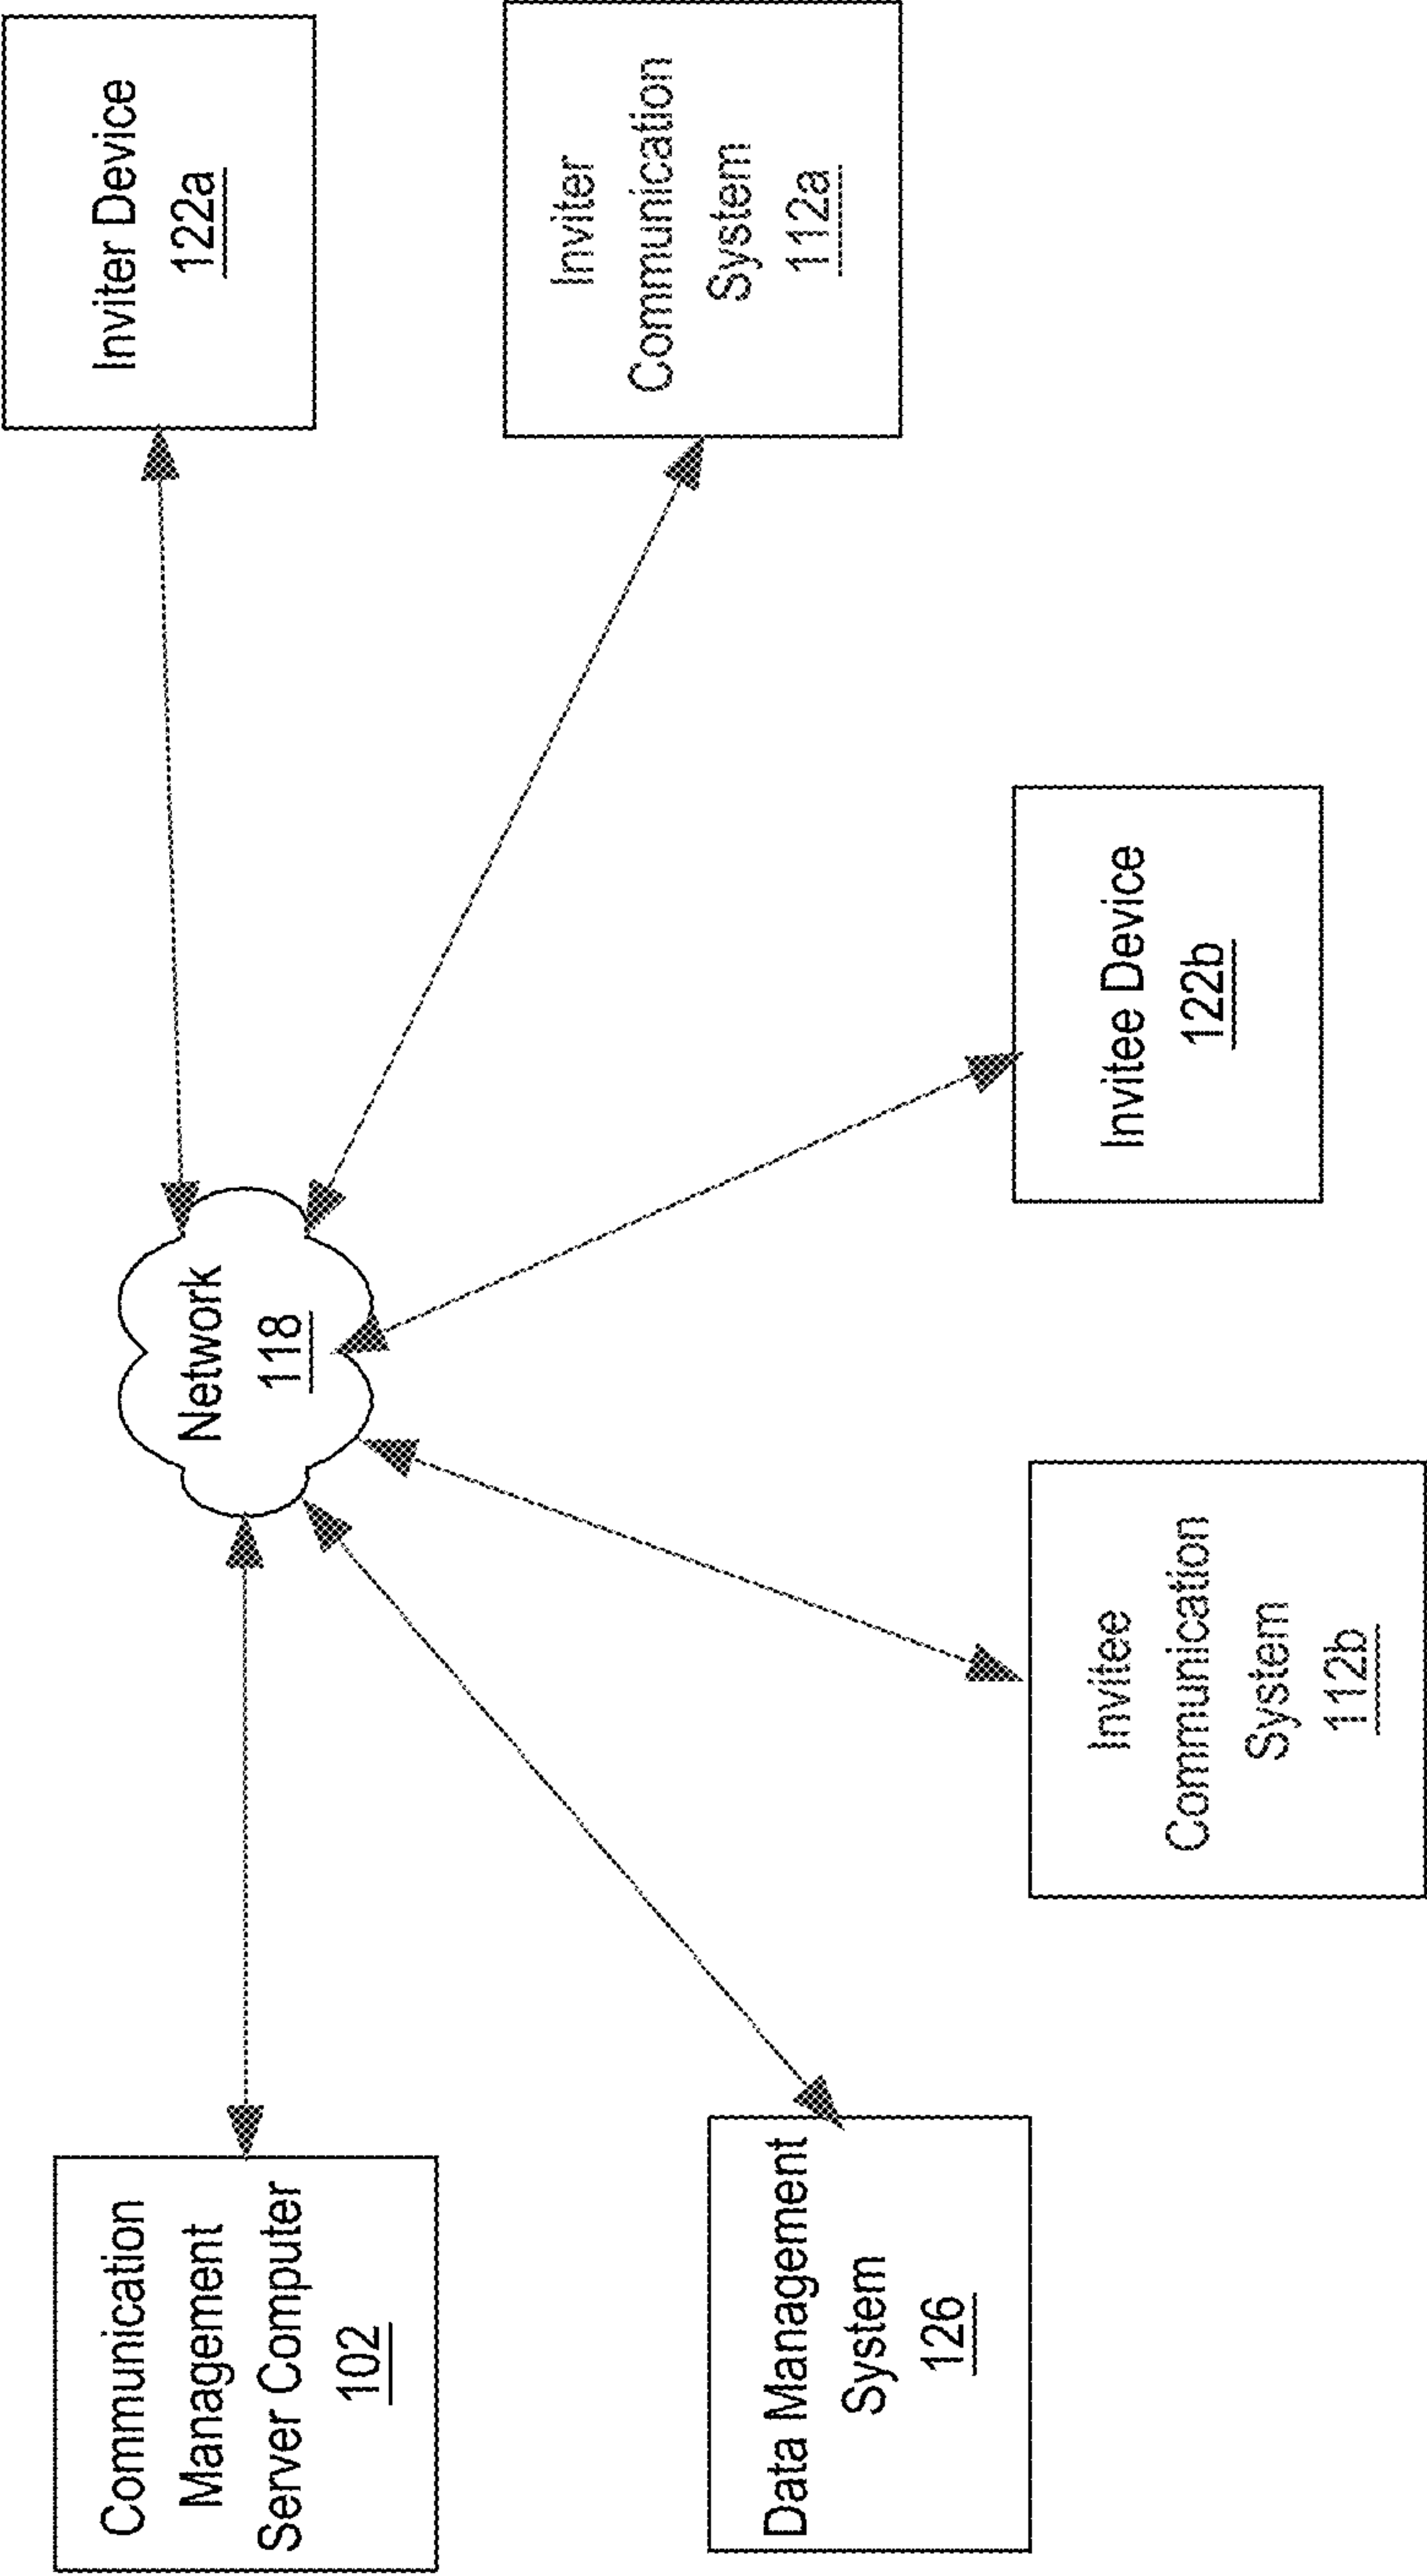 Communication
Management
Server Computer
102
Network
118
Inviter Device
122a
Data Management
System
126
Inviter
Communication
System
112a
Invitee
Communication
System
112b
Invitee Device
122b